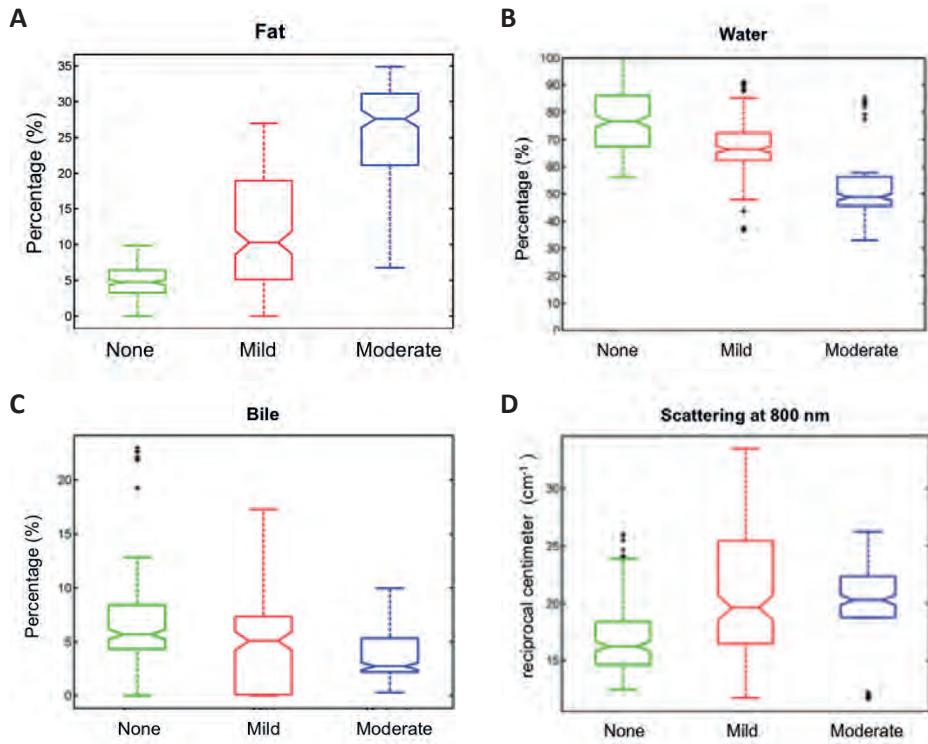 A
Fat
Percentage (%)
35
30
25
20
15
10
5
0
None Mild Moderate
B
Water
Percentage (%)
100
90
80
70
60
50
40
30
20
10
0
None Mild Moderate
C
Bile
Percentage (%)
20
15
10
5
0
None Mild Moderate
D
Scattering at 800 nm
reciprocal centimeter (cm⁻¹)
30
25
20
15
None Mild Moderate